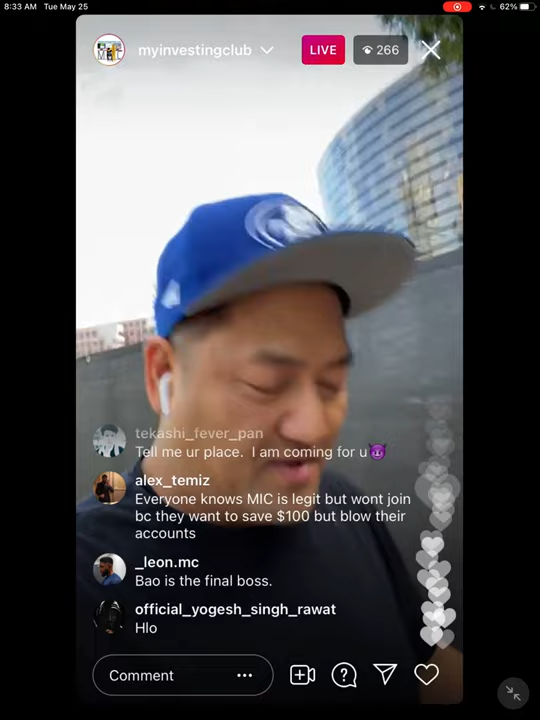 8:33 AM Tue May 25
62%
myinvestingclub
LIVE
266
tekashi_fever_pan
Tell me ur place. I am coming for u😈
alex_temiz
Everyone knows MIC is legit but wont join
bc they want to save $100 but blow their
accounts
_leon.mc
Bao is the final boss.
official_yogesh_singh_rawat
Hlo
Comment